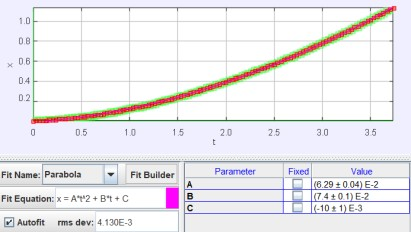 1.0
0.8
0.6
0.4
0.2
x
0 0.5 1.0 1.5 2.0 2.5 3.0 3.5
t
Fit Name: Parabola Fit Builder
Fit Equation: x = A*t^2 + B*t + C
Autofit rms dev: 4.130E-3
Parameter Fixed Value
A (6.29 ± 0.04) E-2
B (7.4 ± 0.1) E-2
C (-10 ± 1) E-3